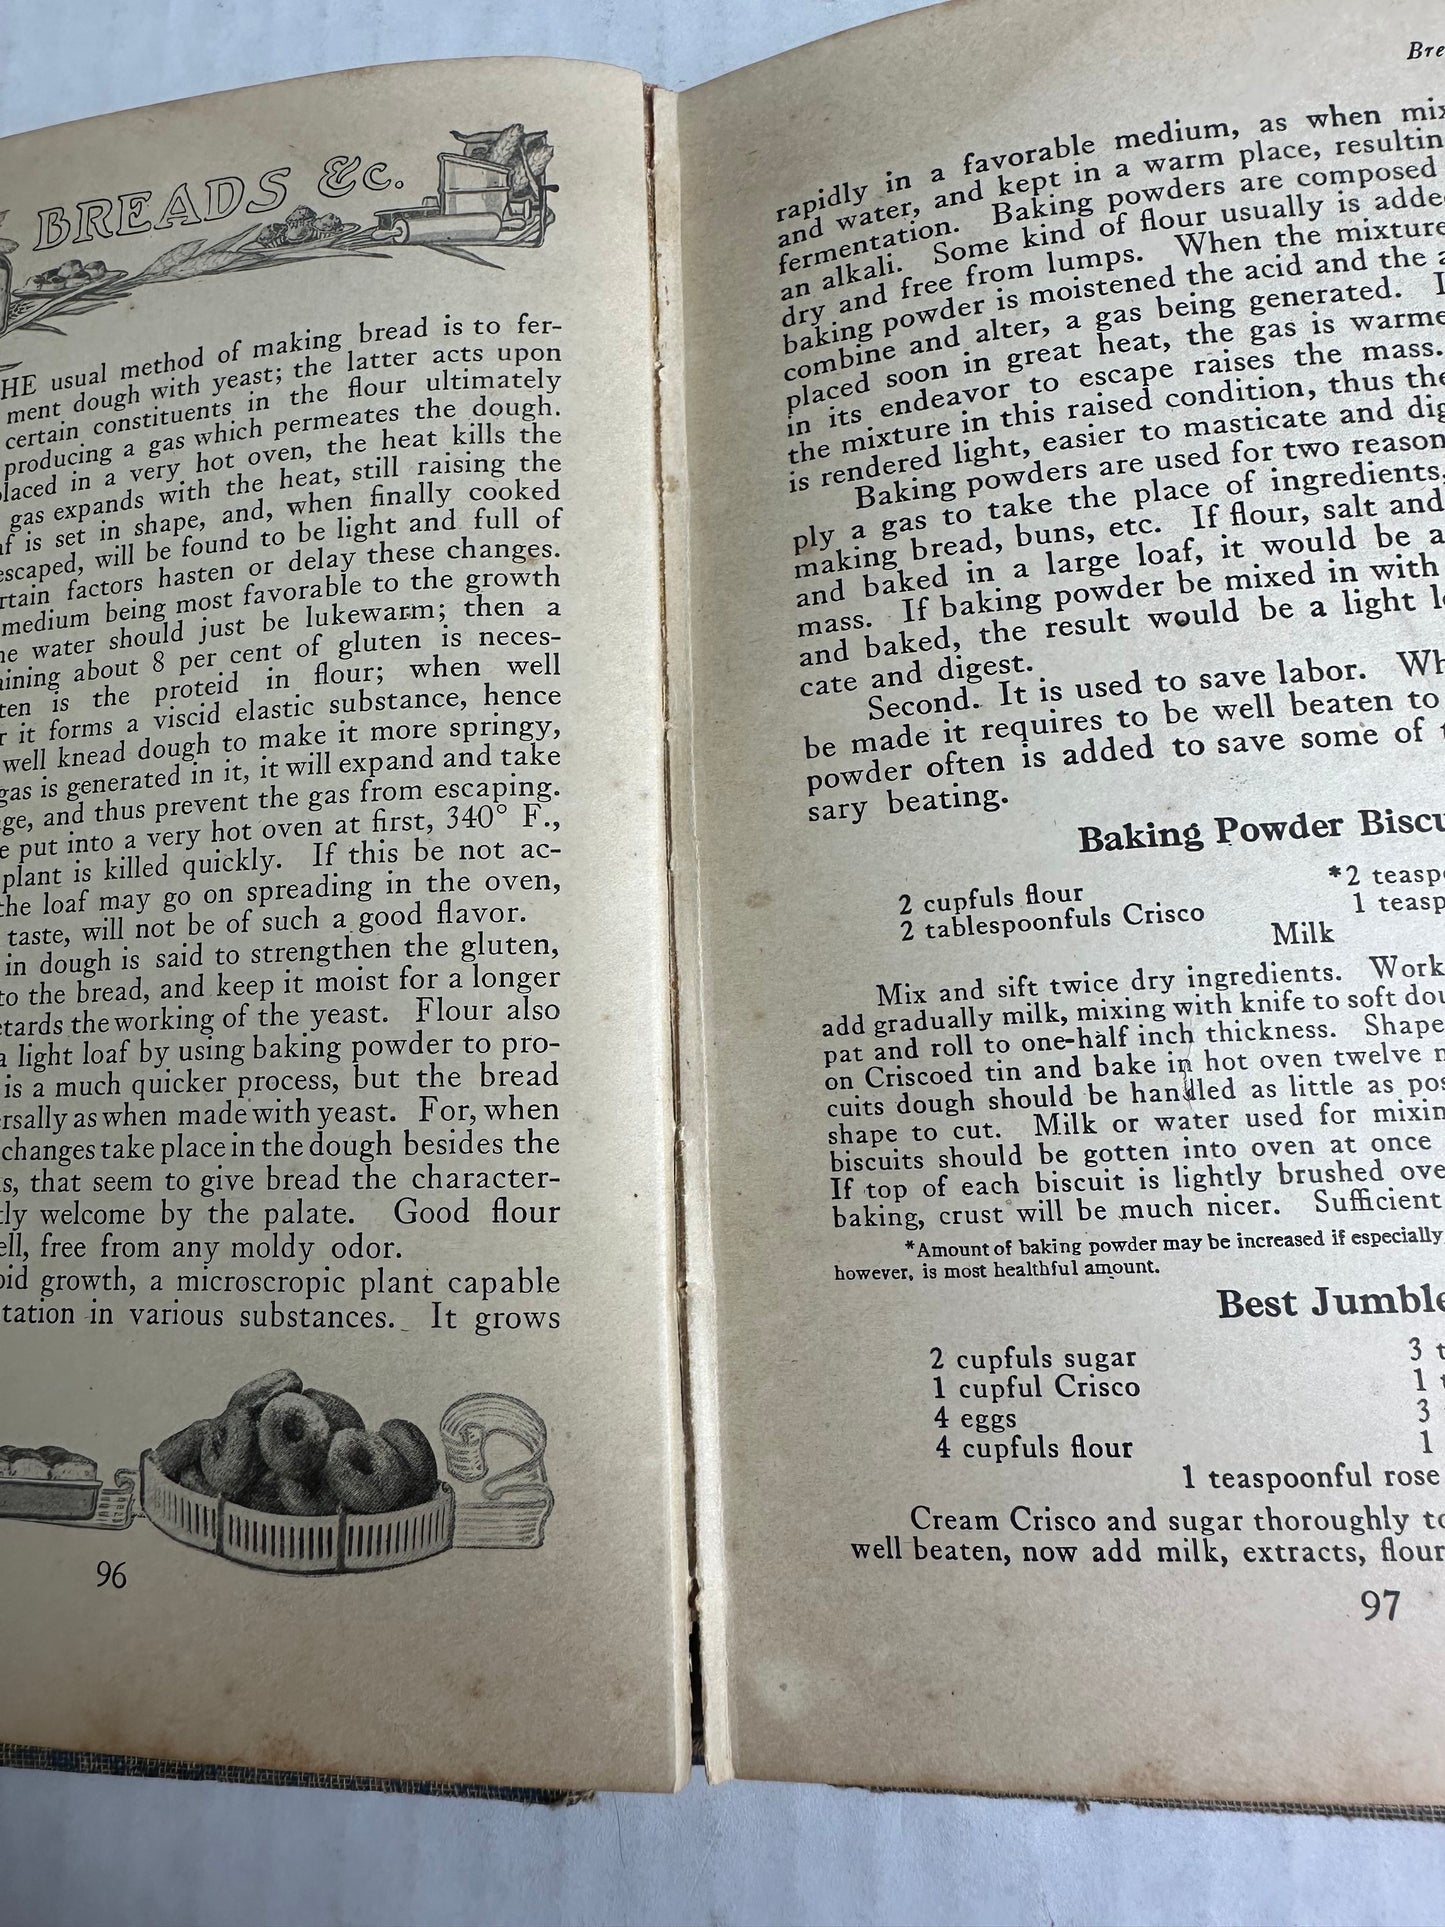 BREADS &c.
HE usual method of making bread is to fer-
ment dough with yeast; the latter acts upon
certain constituents in the flour ultimately
producing a gas which permeates the dough.
in a very hot oven, the heat kills the
gas expands with the heat, still raising the
is set in shape, and, when finally cooked
escaped, will be found to be light and full of
factors hasten or delay these changes.
medium being most favorable to the growth
water should just be lukewarm; then a
about 8 per cent of gluten is neces-
is the proteid in flour; when well
it forms a viscid elastic substance, hence
well knead dough to make it more springy,
gas is generated in it, it will expand and take
and thus prevent the gas from escaping.
put into a very hot oven at first, 340° F.,
plant is killed quickly. If this be not ac-
the loaf may go on spreading in the oven,
taste, will not be of such a good flavor.
in dough is said to strengthen the gluten,
to the bread, and keep it moist for a longer
the working of the yeast. Flour also
a light loaf by using baking powder to pro-
is a much quicker process, but the bread
as when made with yeast. For, when
changes take place in the dough besides the
that seem to give bread the character-
welcome by the palate. Good flour
free from any moldy odor.
growth, a microscropic plant capable
in various substances. It grows
96
Bre
rapidly in a favorable medium, as when mix
and water, and kept in a warm place, resultin
fermentation. Baking powders are composed
an alkali. Some kind of flour usually is adde
dry and free from lumps. When the mixture
baking powder is moistened the acid and the a
combine and alter, a gas being generated. I
placed soon in great heat, the gas is warme
in its endeavor to escape raises the mass.
the mixture in this raised condition, thus the
is rendered light, easier to masticate and dig
Baking powders are used for two reason
ply a gas to take the place of ingredients,
making bread, buns, etc. If flour, salt and
and baked in a large loaf, it would be a
mass. If baking powder be mixed in with
and baked, the result would be a light l
cate and digest.
Second. It is used to save labor. Wh
be made it requires to be well beaten to
powder often is added to save some of t
sary beating.
Baking Powder Biscu
2 cupfuls flour *2 teasp
2 tablespoonfuls Crisco 1 teasp
Milk
Mix and sift twice dry ingredients. Work
add gradually milk, mixing with knife to soft dou
pat and roll to one-half inch thickness. Shape
on Criscoed tin and bake in hot oven twelve m
cuits dough should be handled as little as pos
shape to cut. Milk or water used for mixin
biscuits should be gotten into oven at once
If top of each biscuit is lightly brushed ove
baking, crust will be much nicer. Sufficient
*Amount of baking powder may be increased if especially
however, is most healthful amount.
Best Jumble
2 cupfuls sugar 3 t
1 cupful Crisco 1
4 eggs 3
4 cupfuls flour 1
1 teaspoonful rose
Cream Crisco and sugar thoroughly to
well beaten, now add milk, extracts, flour
97